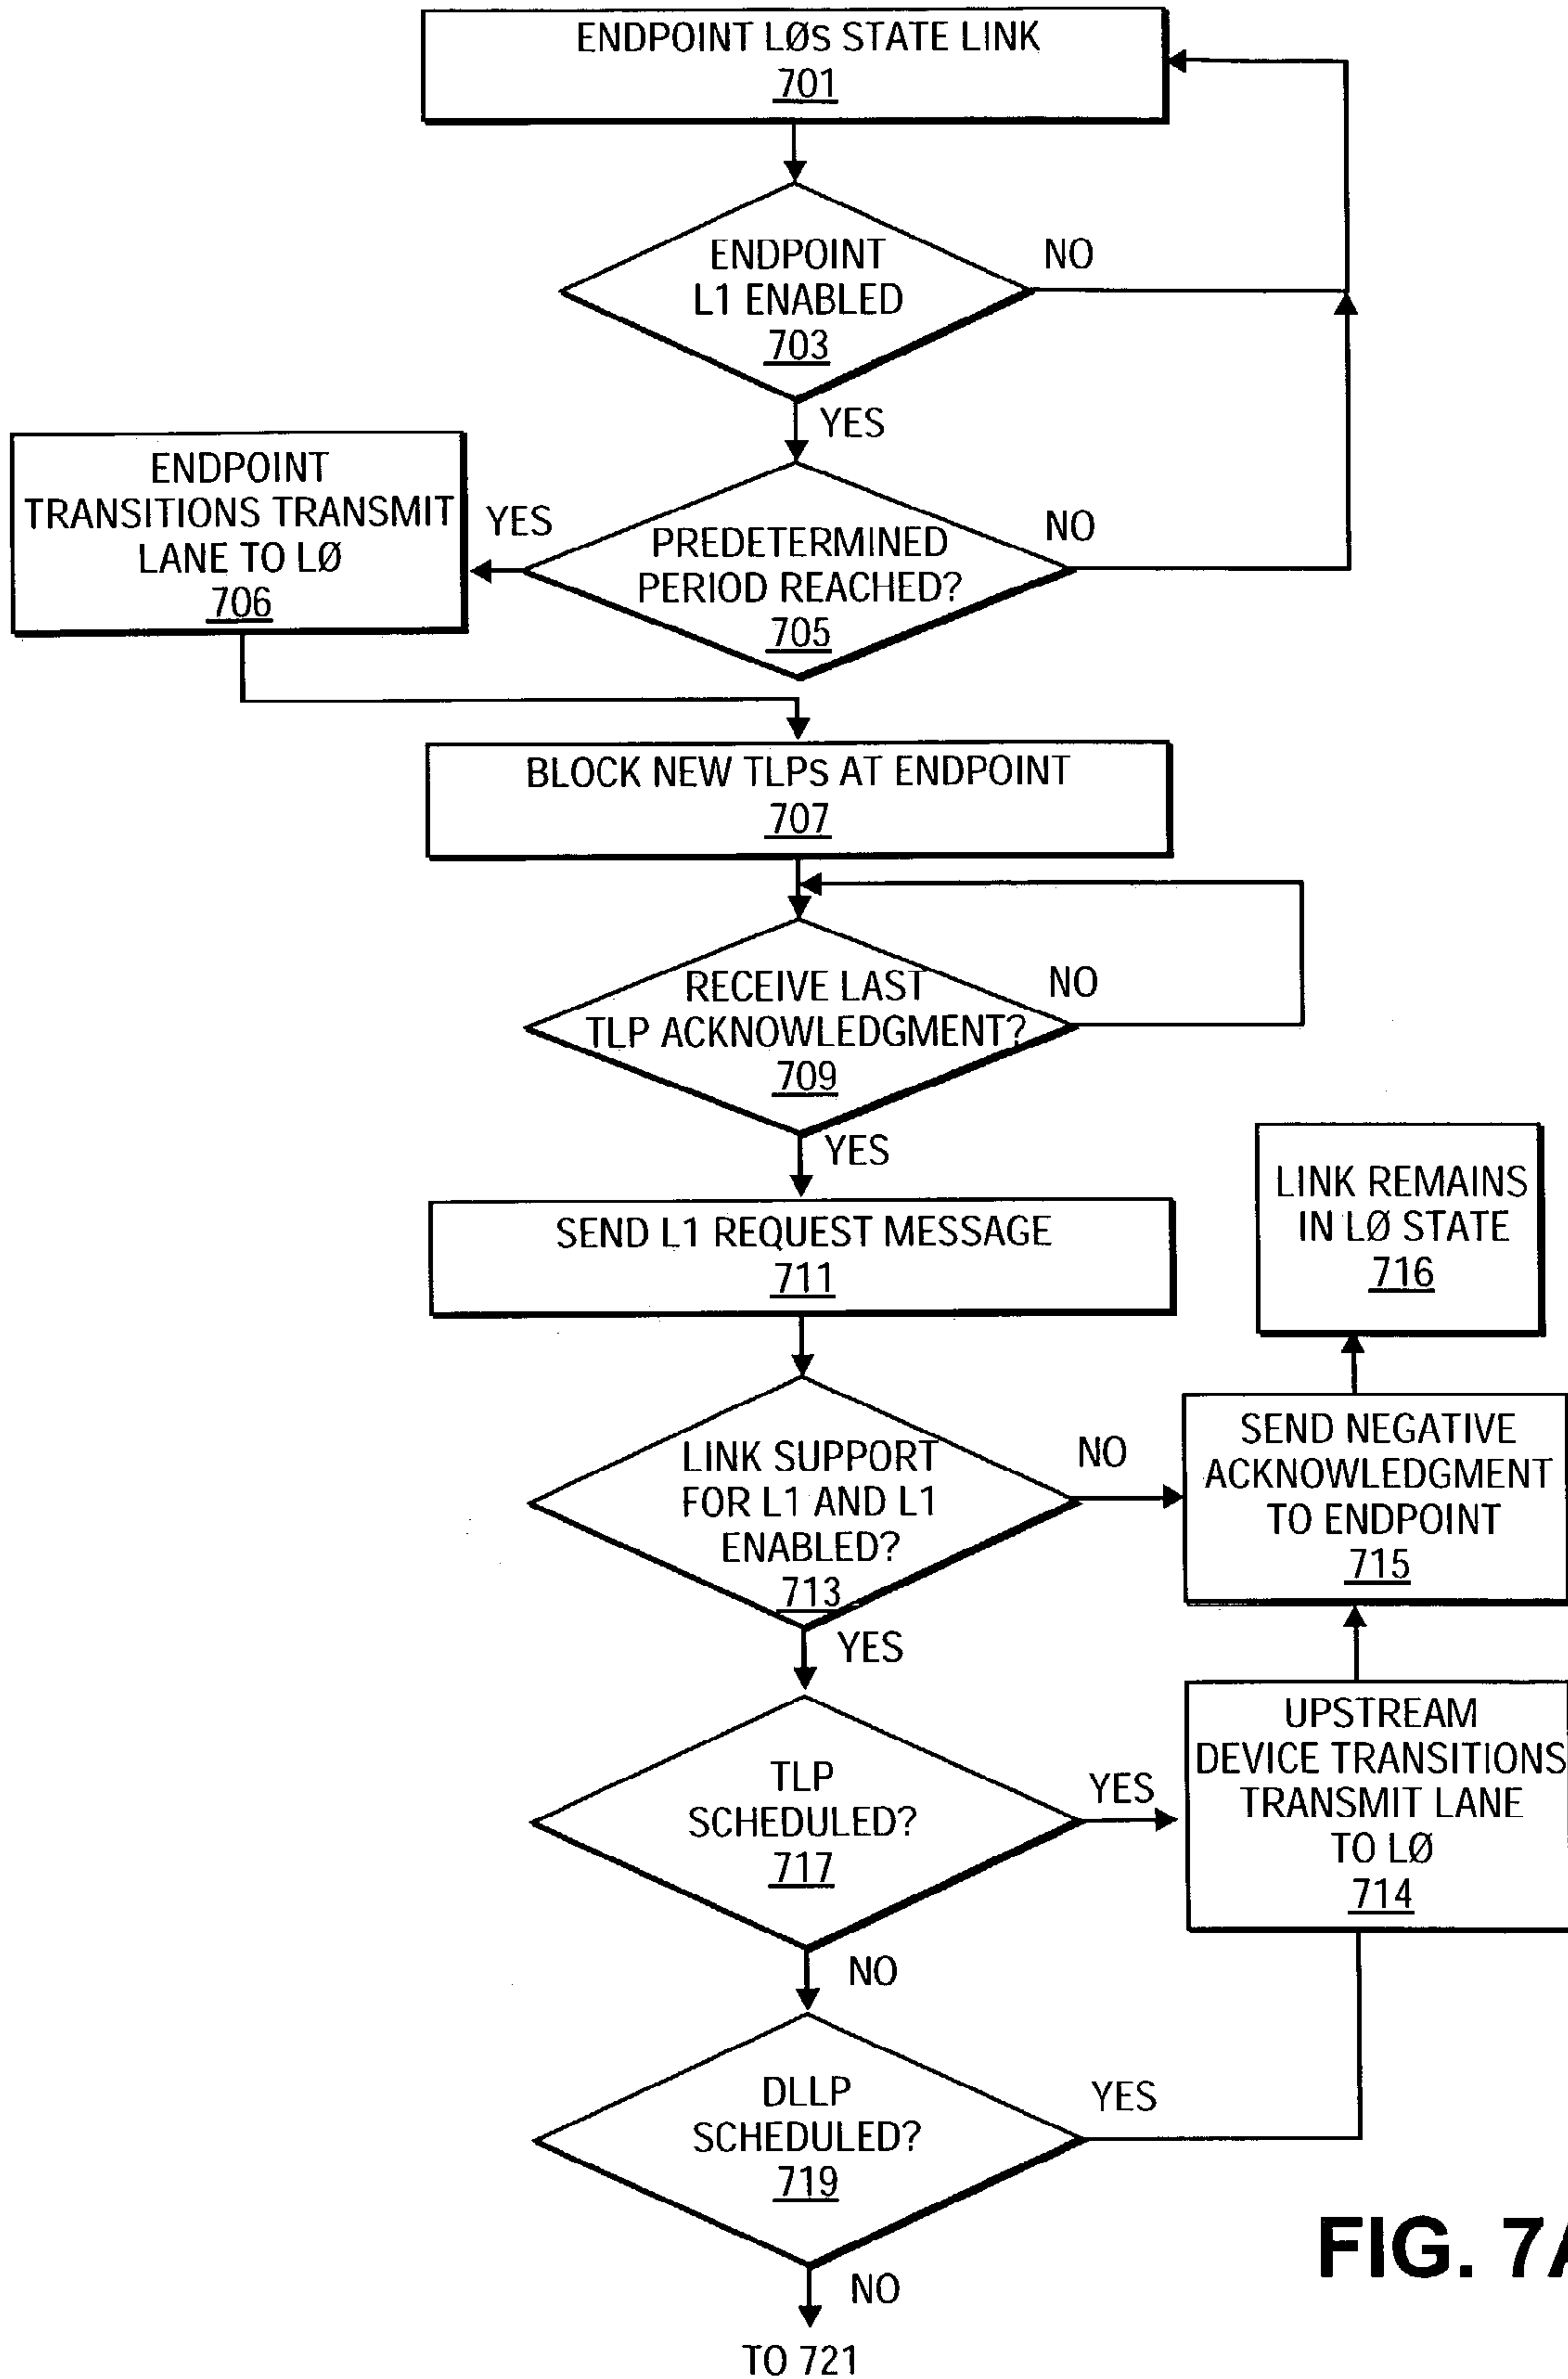 ENDPOINT LØs STATE LINK
701
ENDPOINT
L1 ENABLED
703
NO
YES
ENDPOINT
TRANSITIONS TRANSMIT
LANE TO LØ
706
YES
PREDETERMINED
PERIOD REACHED?
705
NO
BLOCK NEW TLPs AT ENDPOINT
707
RECEIVE LAST
TLP ACKNOWLEDGMENT?
709
NO
YES
SEND L1 REQUEST MESSAGE
711
LINK REMAINS
IN LØ STATE
716
LINK SUPPORT
FOR L1 AND L1
ENABLED?
713
NO
YES
SEND NEGATIVE
ACKNOWLEDGMENT
TO ENDPOINT
715
TLP
SCHEDULED?
717
YES
NO
UPSTREAM
DEVICE TRANSITIONS
TRANSMIT LANE
TO LØ
714
DLLP
SCHEDULED?
719
YES
NO
TO 721
FIG. 7A